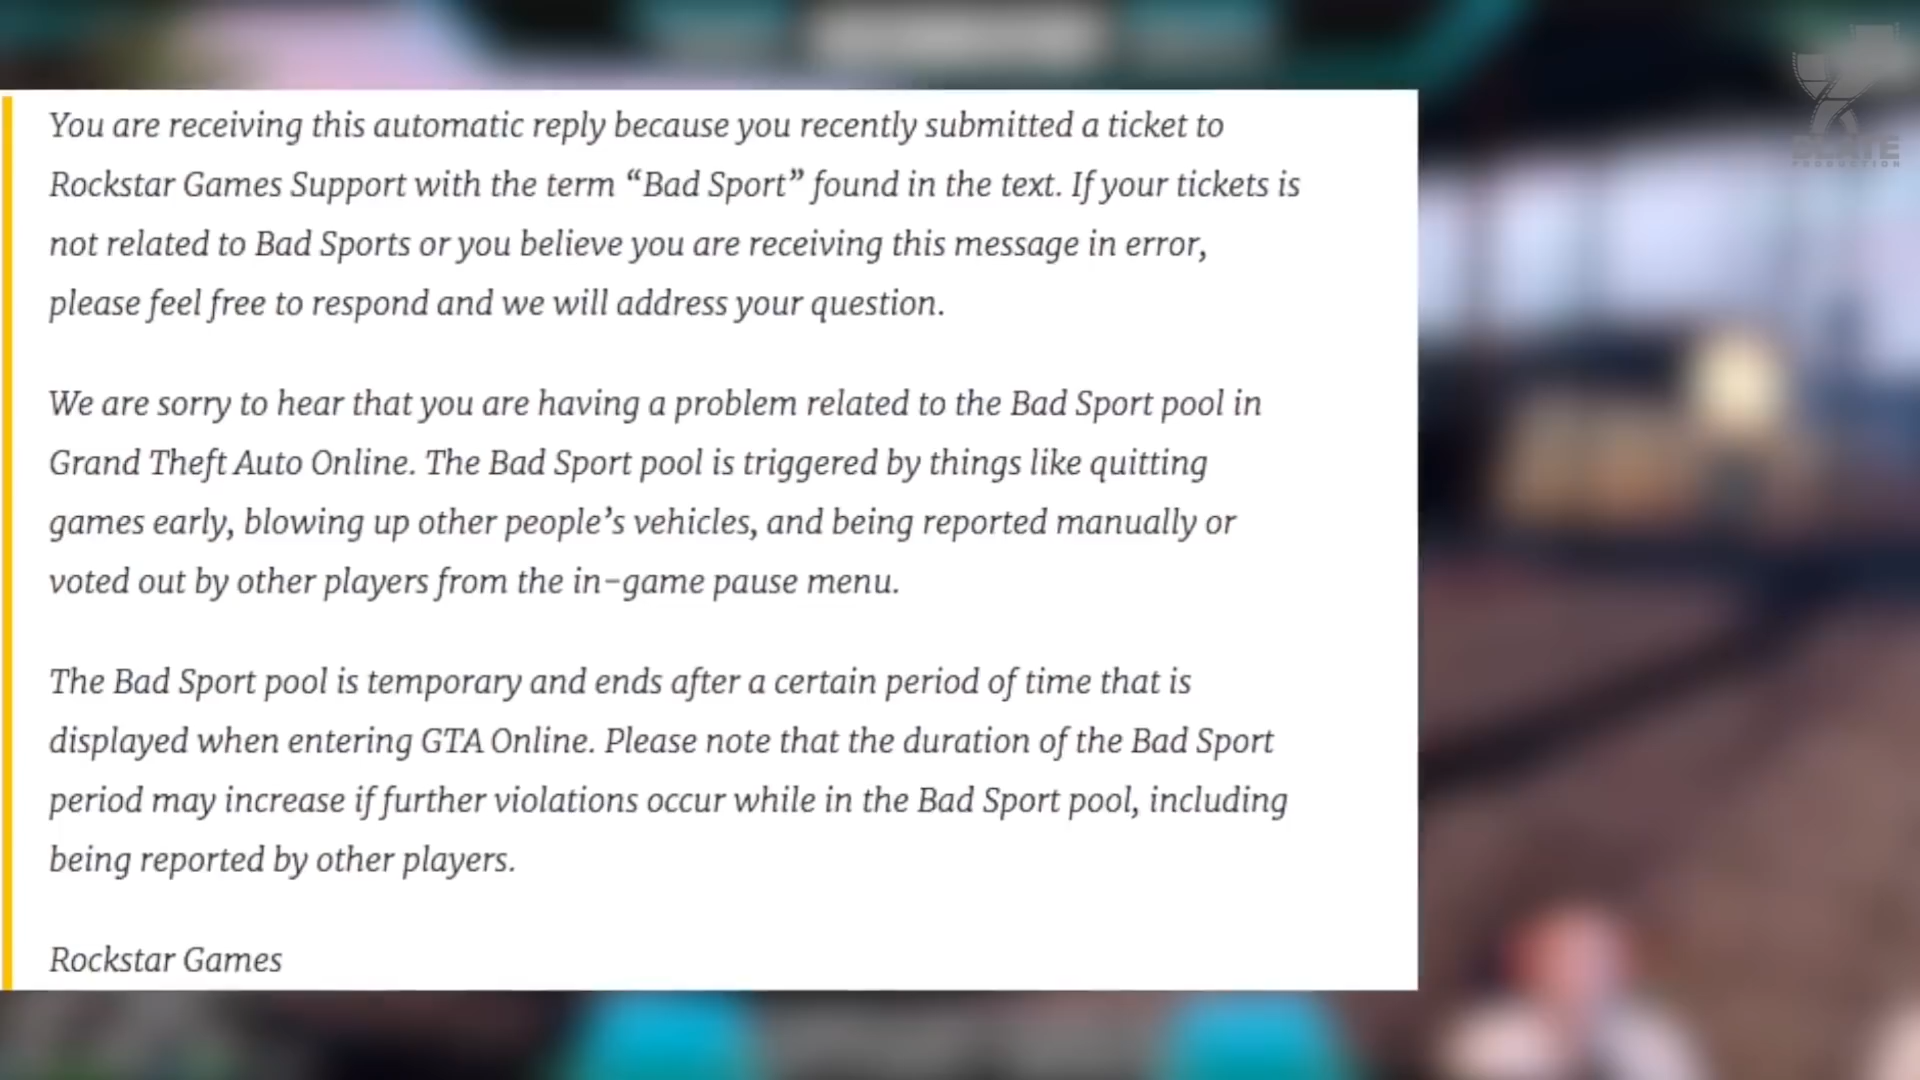 You are receiving this automatic reply because you recently submitted a ticket to
Rockstar Games Support with the term “Bad Sport” found in the text. If your tickets is
not related to Bad Sports or you believe you are receiving this message in error,
please feel free to respond and we will address your question.
We are sorry to hear that you are having a problem related to the Bad Sport pool in
Grand Theft Auto Online. The Bad Sport pool is triggered by things like quitting
games early, blowing up other people’s vehicles, and being reported manually or
voted out by other players from the in-game pause menu.
The Bad Sport pool is temporary and ends after a certain period of time that is
displayed when entering GTA Online. Please note that the duration of the Bad Sport
period may increase if further violations occur while in the Bad Sport pool, including
being reported by other players.
Rockstar Games
PRODUCTION